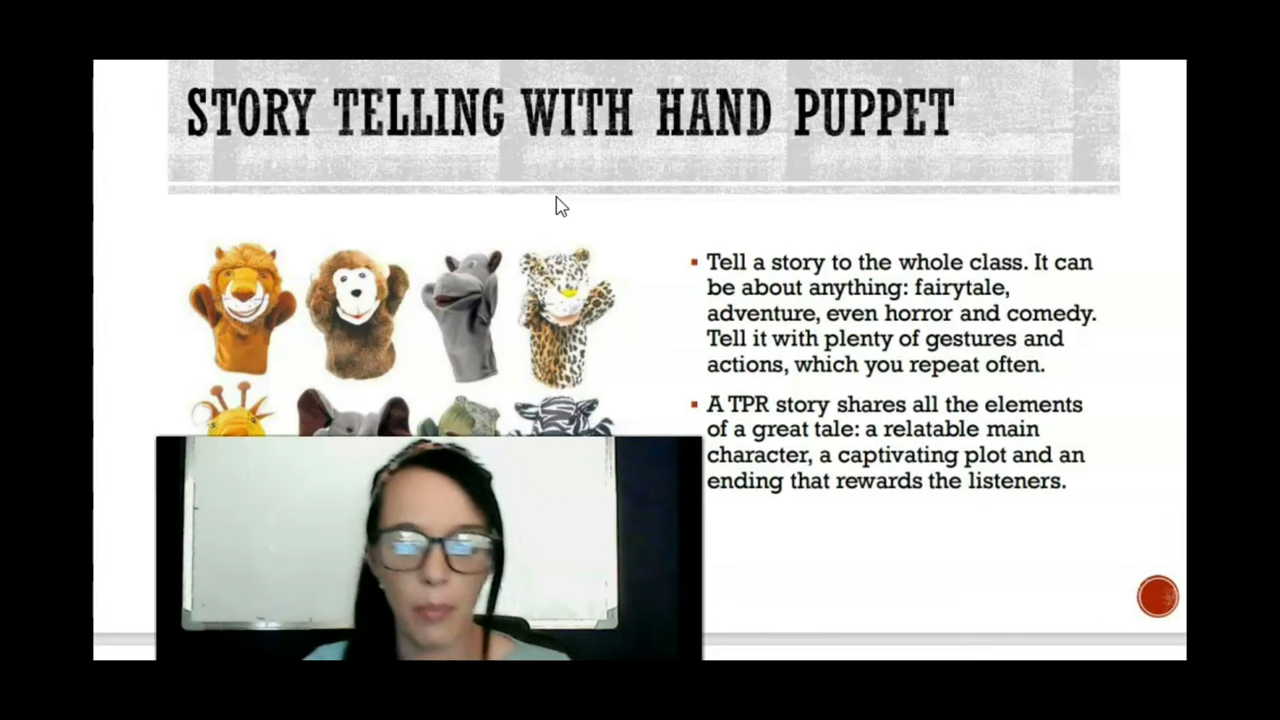 STORY TELLING WITH HAND PUPPET
Tell a story to the whole class. It can
be about anything: fairytale,
adventure, even horror and comedy.
Tell it with plenty of gestures and
actions, which you repeat often.
A TPR story shares all the elements
of a great tale: a relatable main
character, a captivating plot and an
ending that rewards the listeners.